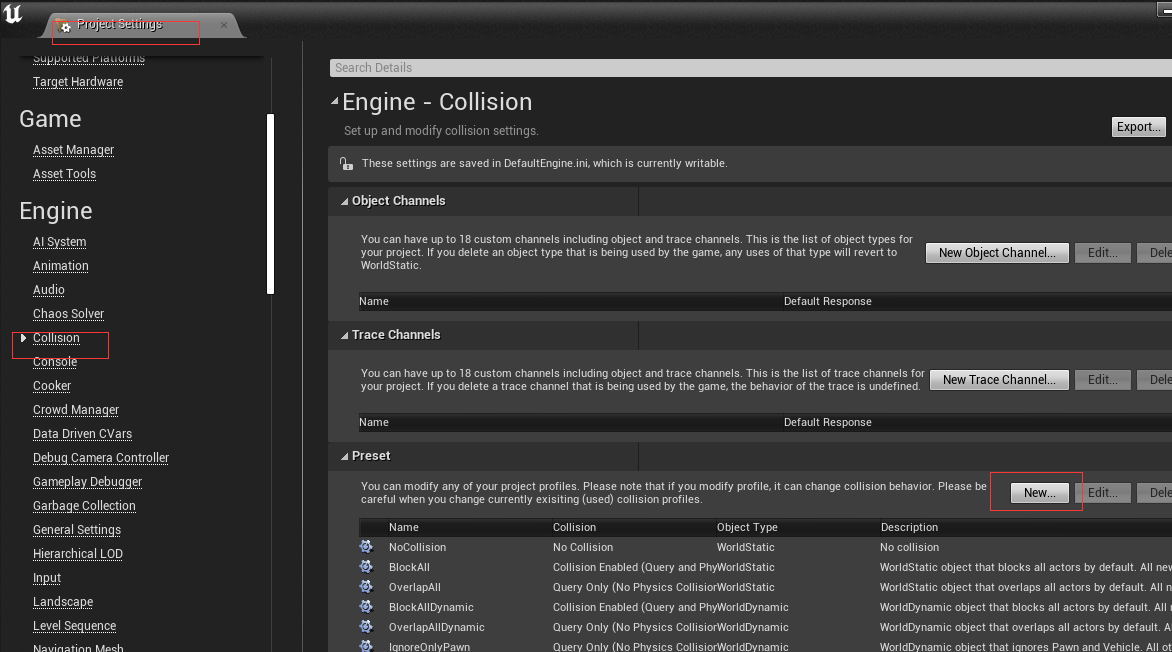 Project Settings
Supported Platforms
Target Hardware
Game
Asset Manager
Asset Tools
Engine
AI System
Animation
Audio
Chaos Solver
Collision
Console
Cooker
Crowd Manager
Data Driven CVars
Debug Camera Controller
Gameplay Debugger
Garbage Collection
General Settings
Hierarchical LOD
Input
Landscape
Level Sequence
Navigation Mesh
Search Details
Engine - Collision
Set up and modify collision settings.
Export...
These settings are saved in DefaultEngine.ini, which is currently writable.
Object Channels
You can have up to 18 custom channels including object and trace channels. This is the list of object types for
your project. If you delete an object type that is being used by the game, any uses of that type will revert to
WorldStatic.
New Object Channel... Edit... Dele
Name Default Response
Trace Channels
You can have up to 18 custom channels including object and trace channels. This is the list of trace channels for
your project. If you delete a trace channel that is being used by the game, the behavior of the trace is undefined.
New Trace Channel... Edit... Dele
Name Default Response
Preset
You can modify any of your project profiles. Please note that if you modify profile, it can change collision behavior. Please be
careful when you change currently exisiting (used) collision profiles.
New... Edit... Dele
Name Collision Object Type Description
NoCollision No Collision WorldStatic No collision
BlockAll Collision Enabled (Query and Phy WorldStatic WorldStatic object that blocks all actors by default. All new
OverlapAll Query Only (No Physics Collision WorldStatic WorldStatic object that overlaps all actors by default. All n
BlockAllDynamic Collision Enabled (Query and Phy WorldDynamic WorldDynamic object that blocks all actors by default. All
OverlapAllDynamic Query Only (No Physics Collision WorldDynamic WorldDynamic object that overlaps all actors by default. A
IgnoreOnlyPawn Query Only (No Physics Collision WorldDynamic WorldDynamic object that ignores Pawn and Vehicle. All ot